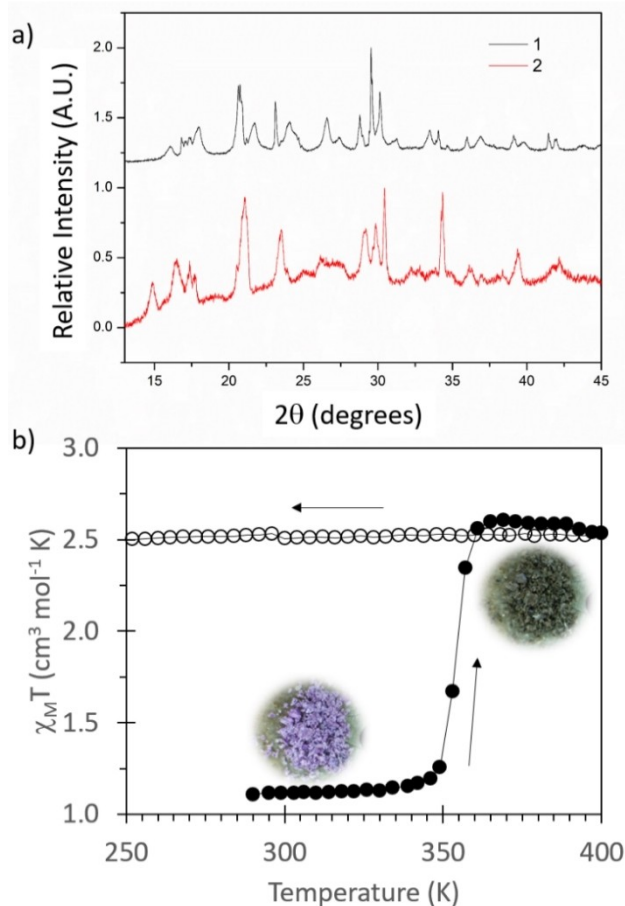 a)
Relative Intensity (A.U.)
2.0
1.5
1.0
0.5
0.0
1
2
15 20 25 30 35 40 45
2θ (degrees)
b)
χMT (cm³ mol⁻¹ K)
3.0
2.5
2.0
1.5
1.0
250 300 350 400
Temperature (K)